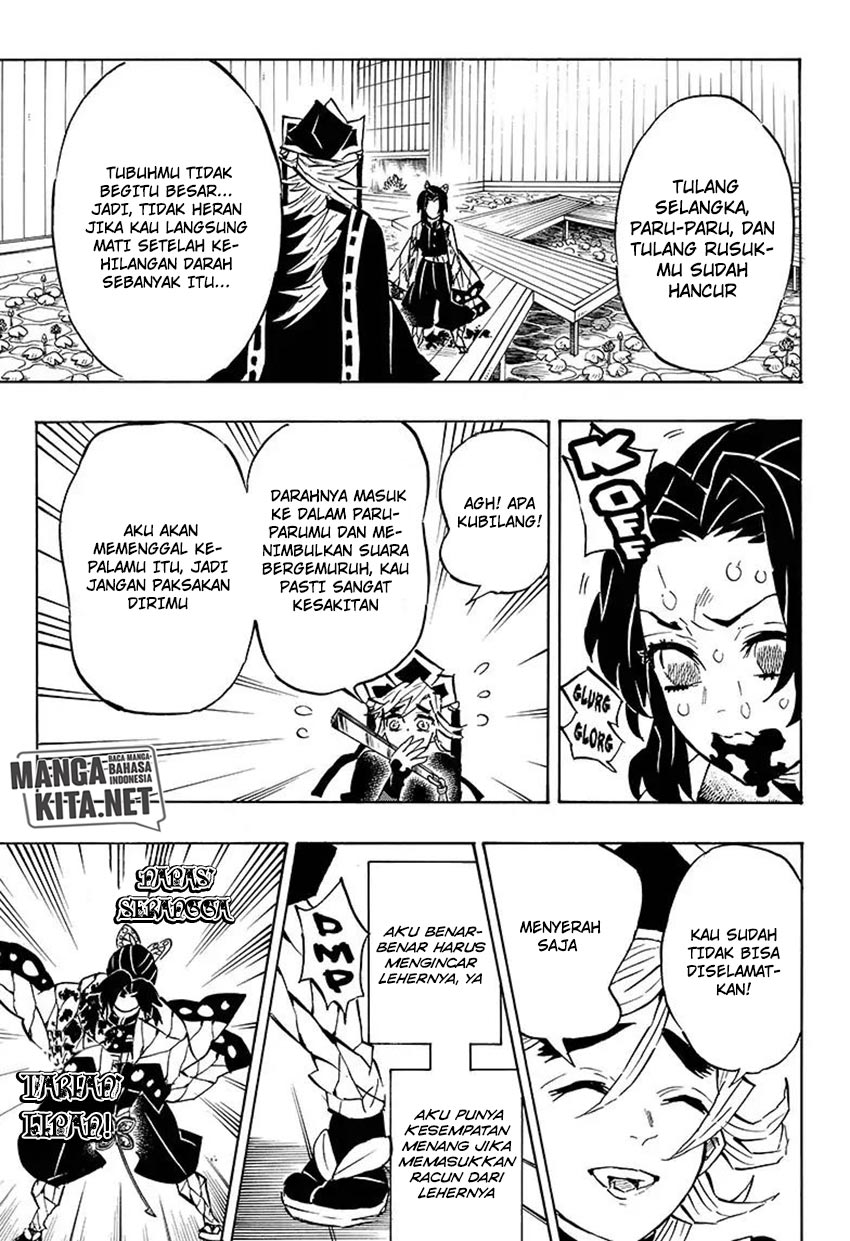 TULANG
SELANGKA,
PARU-PARU, DAN
TULANG RUSUK-
MU SUDAH
HANCUR
TUBUHMU TIDAK
BEGITU BESAR...
JADI, TIDAK HERAN
JIKA KAU LANGSUNG
MATI SETELAH KE-
HILANGAN DARAH
SEBANYAK ITU...
KOFF
GLURG
GLORG
AGH! APA
KUBILANG!
DARAHNYA MASUK
KE DALAM PARU-
PARUMU DAN ME-
NIMBULKAN SUARA
BERGEMURUH, KAU
PASTI SANGAT
KESAKITAN
AKU AKAN
MEMENGGAL KE-
PALAMU ITU, JADI
JANGAN PAKSAKAN
DIRIMU
MANGA
KITA.NET
BACA MANGA
BAHASA
INDONESIA
KAU SUDAH
TIDAK BISA
DISELAMAT-
KAN!
MENYERAH
SAJA
AKU BENAR-
BENAR HARUS
MENGINCAR
LEHERNYA, YA
AKU PUNYA
KESEMPATAN
MENANG JIKA
MEMASUKKAN
RACUN DARI
LEHERNYA
DMP
NAPAS
SERANGGA
TARIAN
LIPAN!